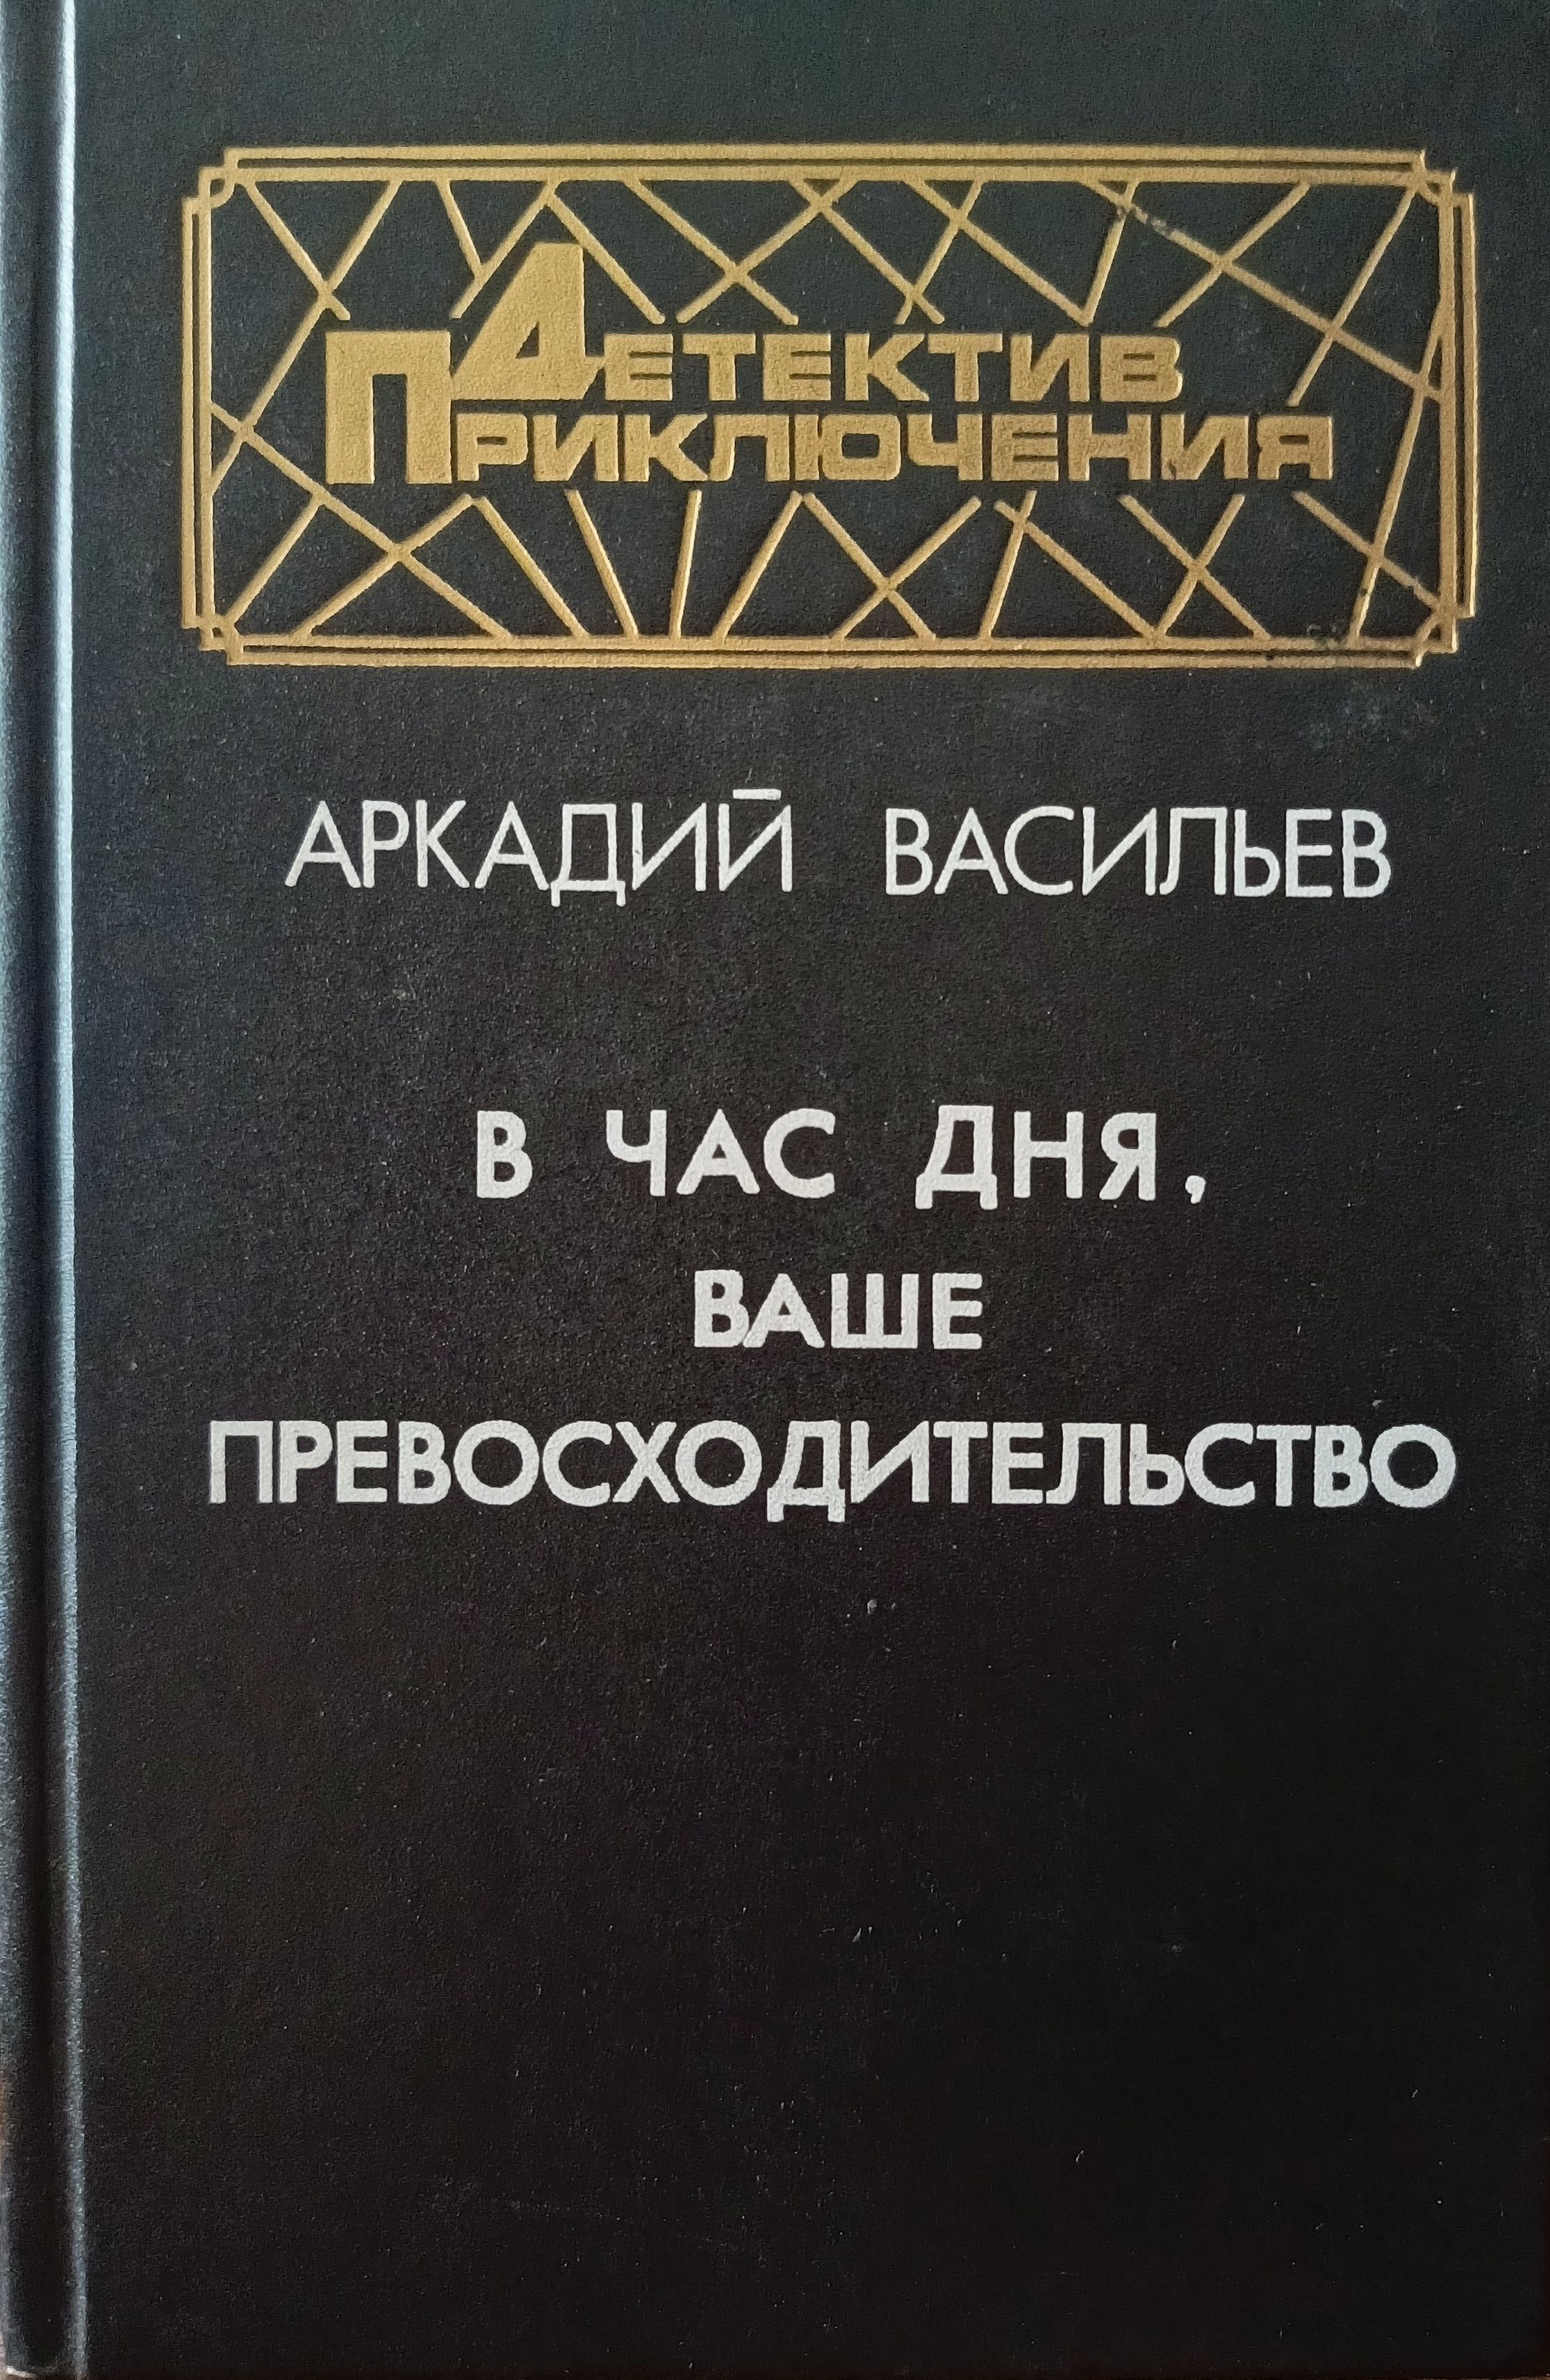 ДЕТЕКТИВ
ПРИКЛЮЧЕНИЯ
АРКАДИЙ ВАСИЛЬЕВ
В ЧАС ДНЯ,
ВАШЕ
ПРЕВОСХОДИТЕЛЬСТВО